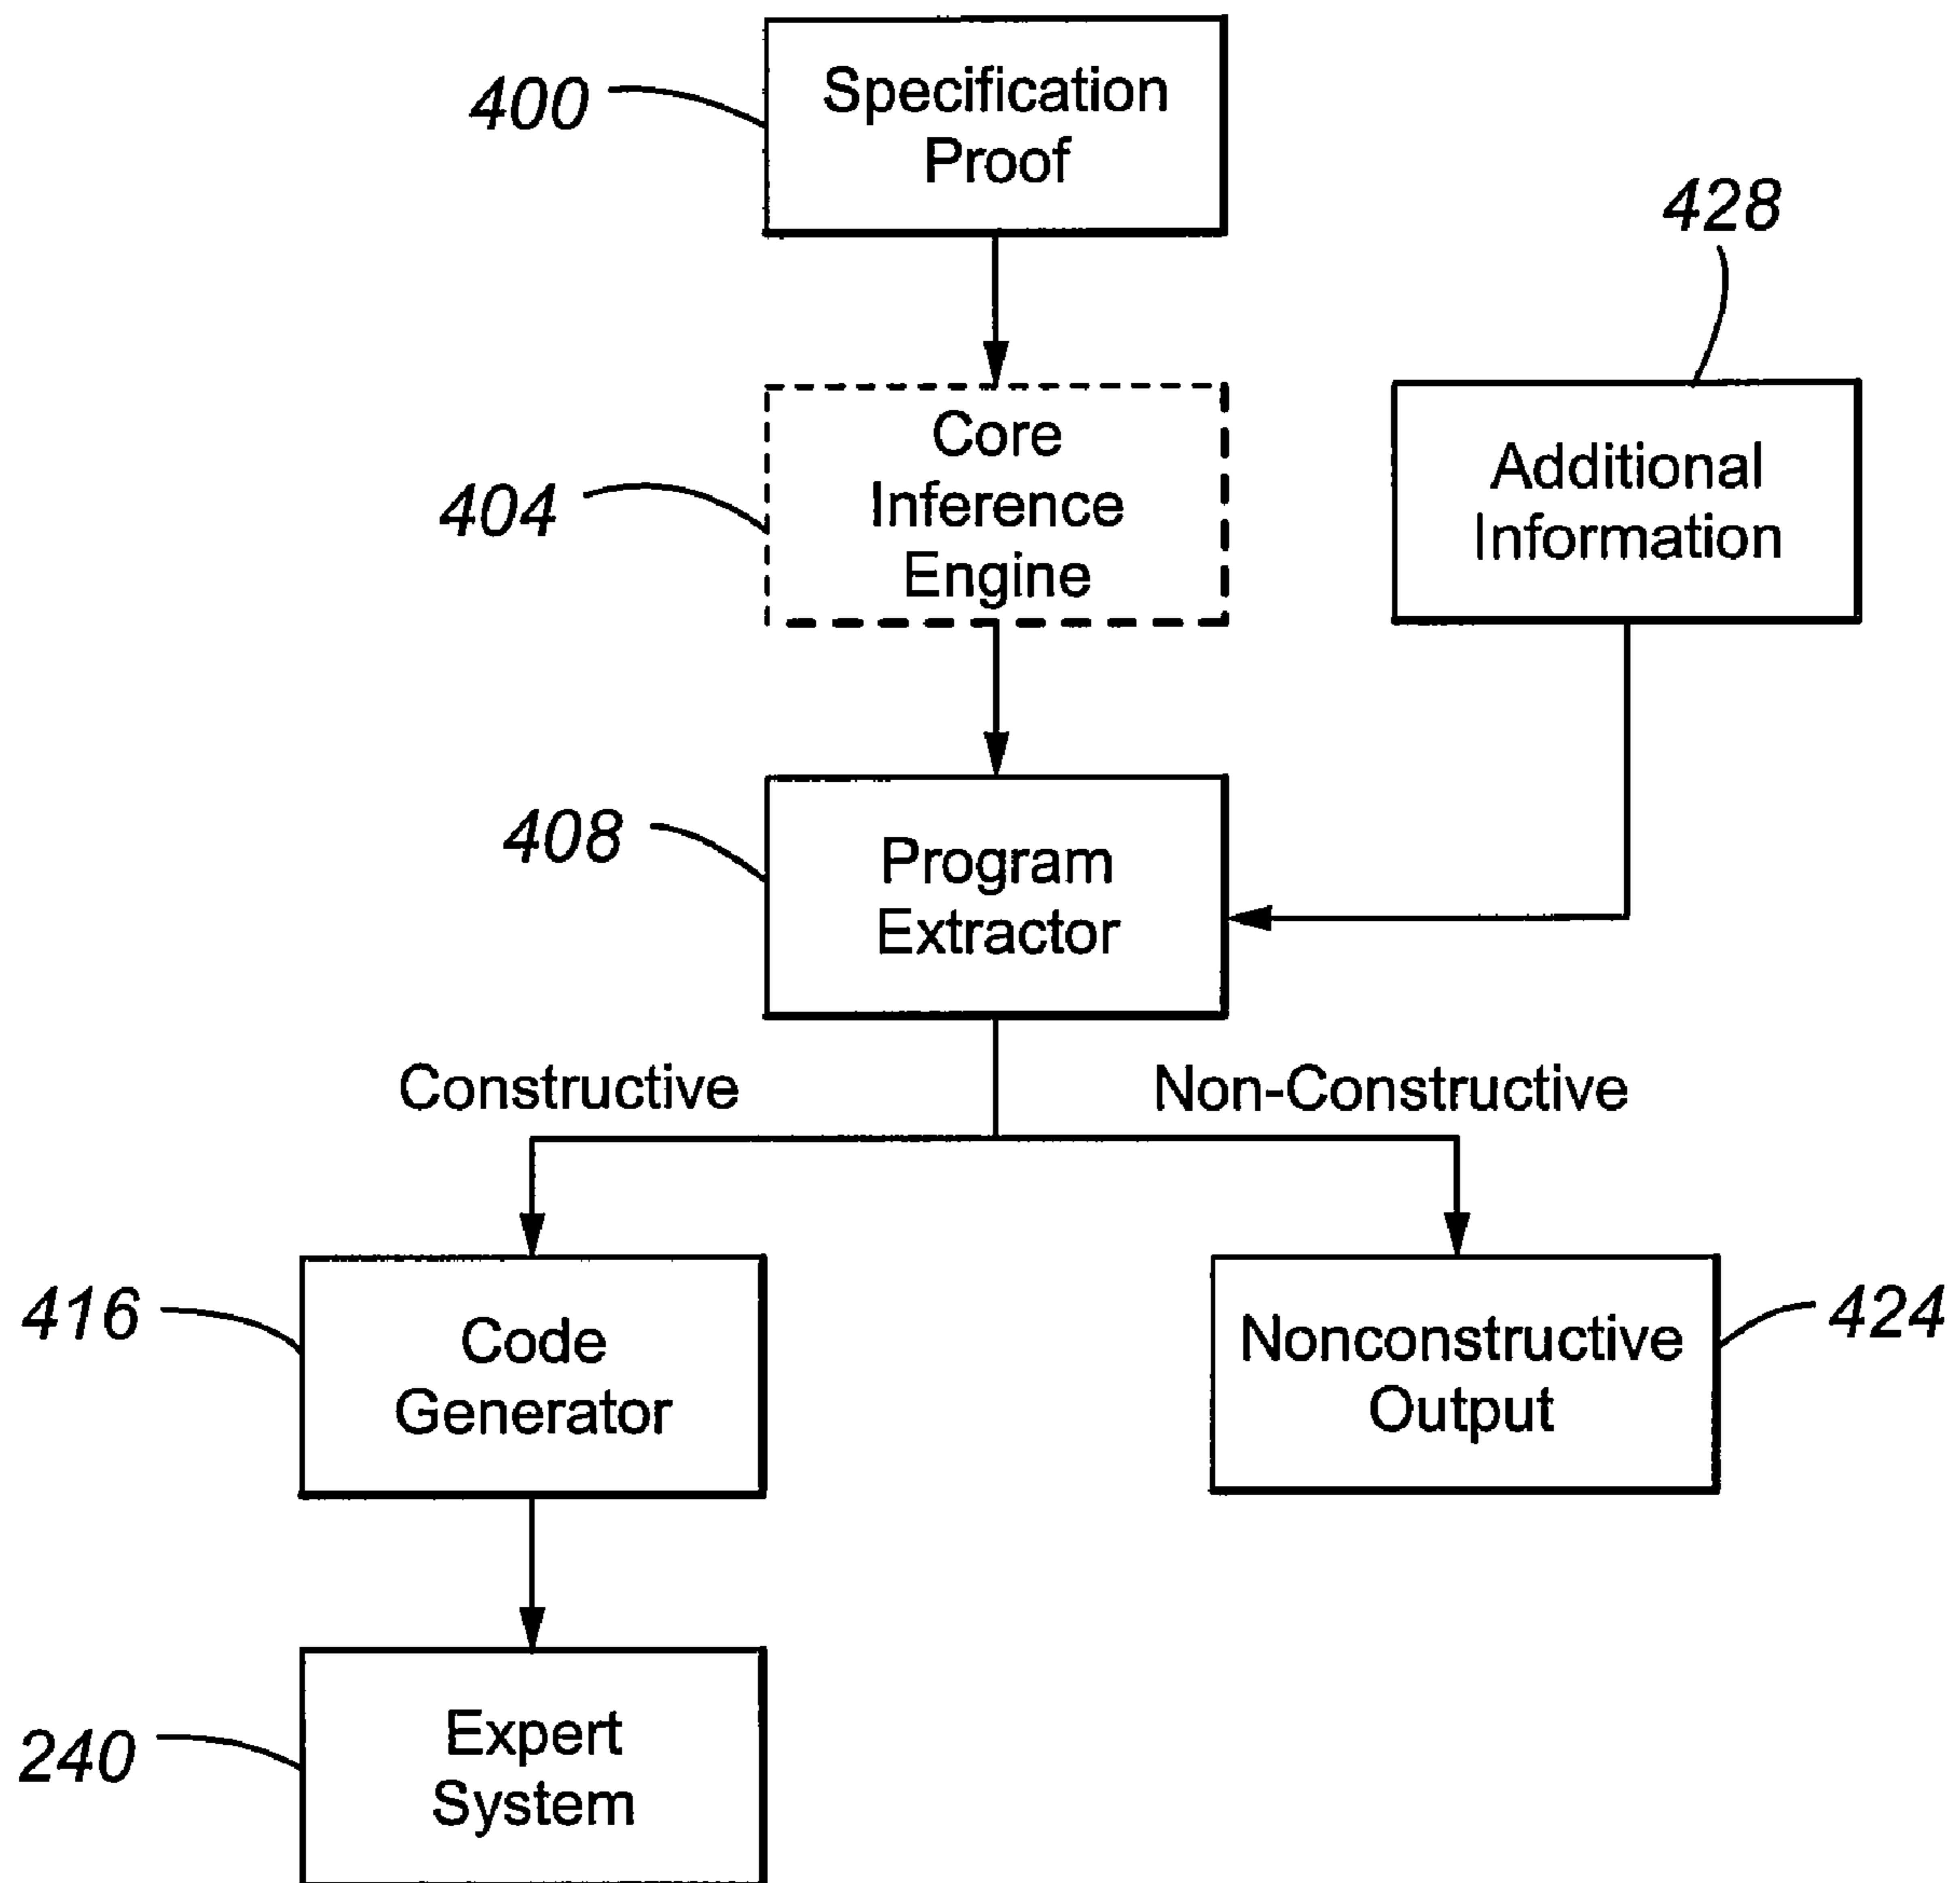 400
Specification
Proof
428
404
Core
Inference
Engine
Additional
Information
408
Program
Extractor
Constructive
Non-Constructive
416
Code
Generator
Nonconstructive
Output
424
240
Expert
System